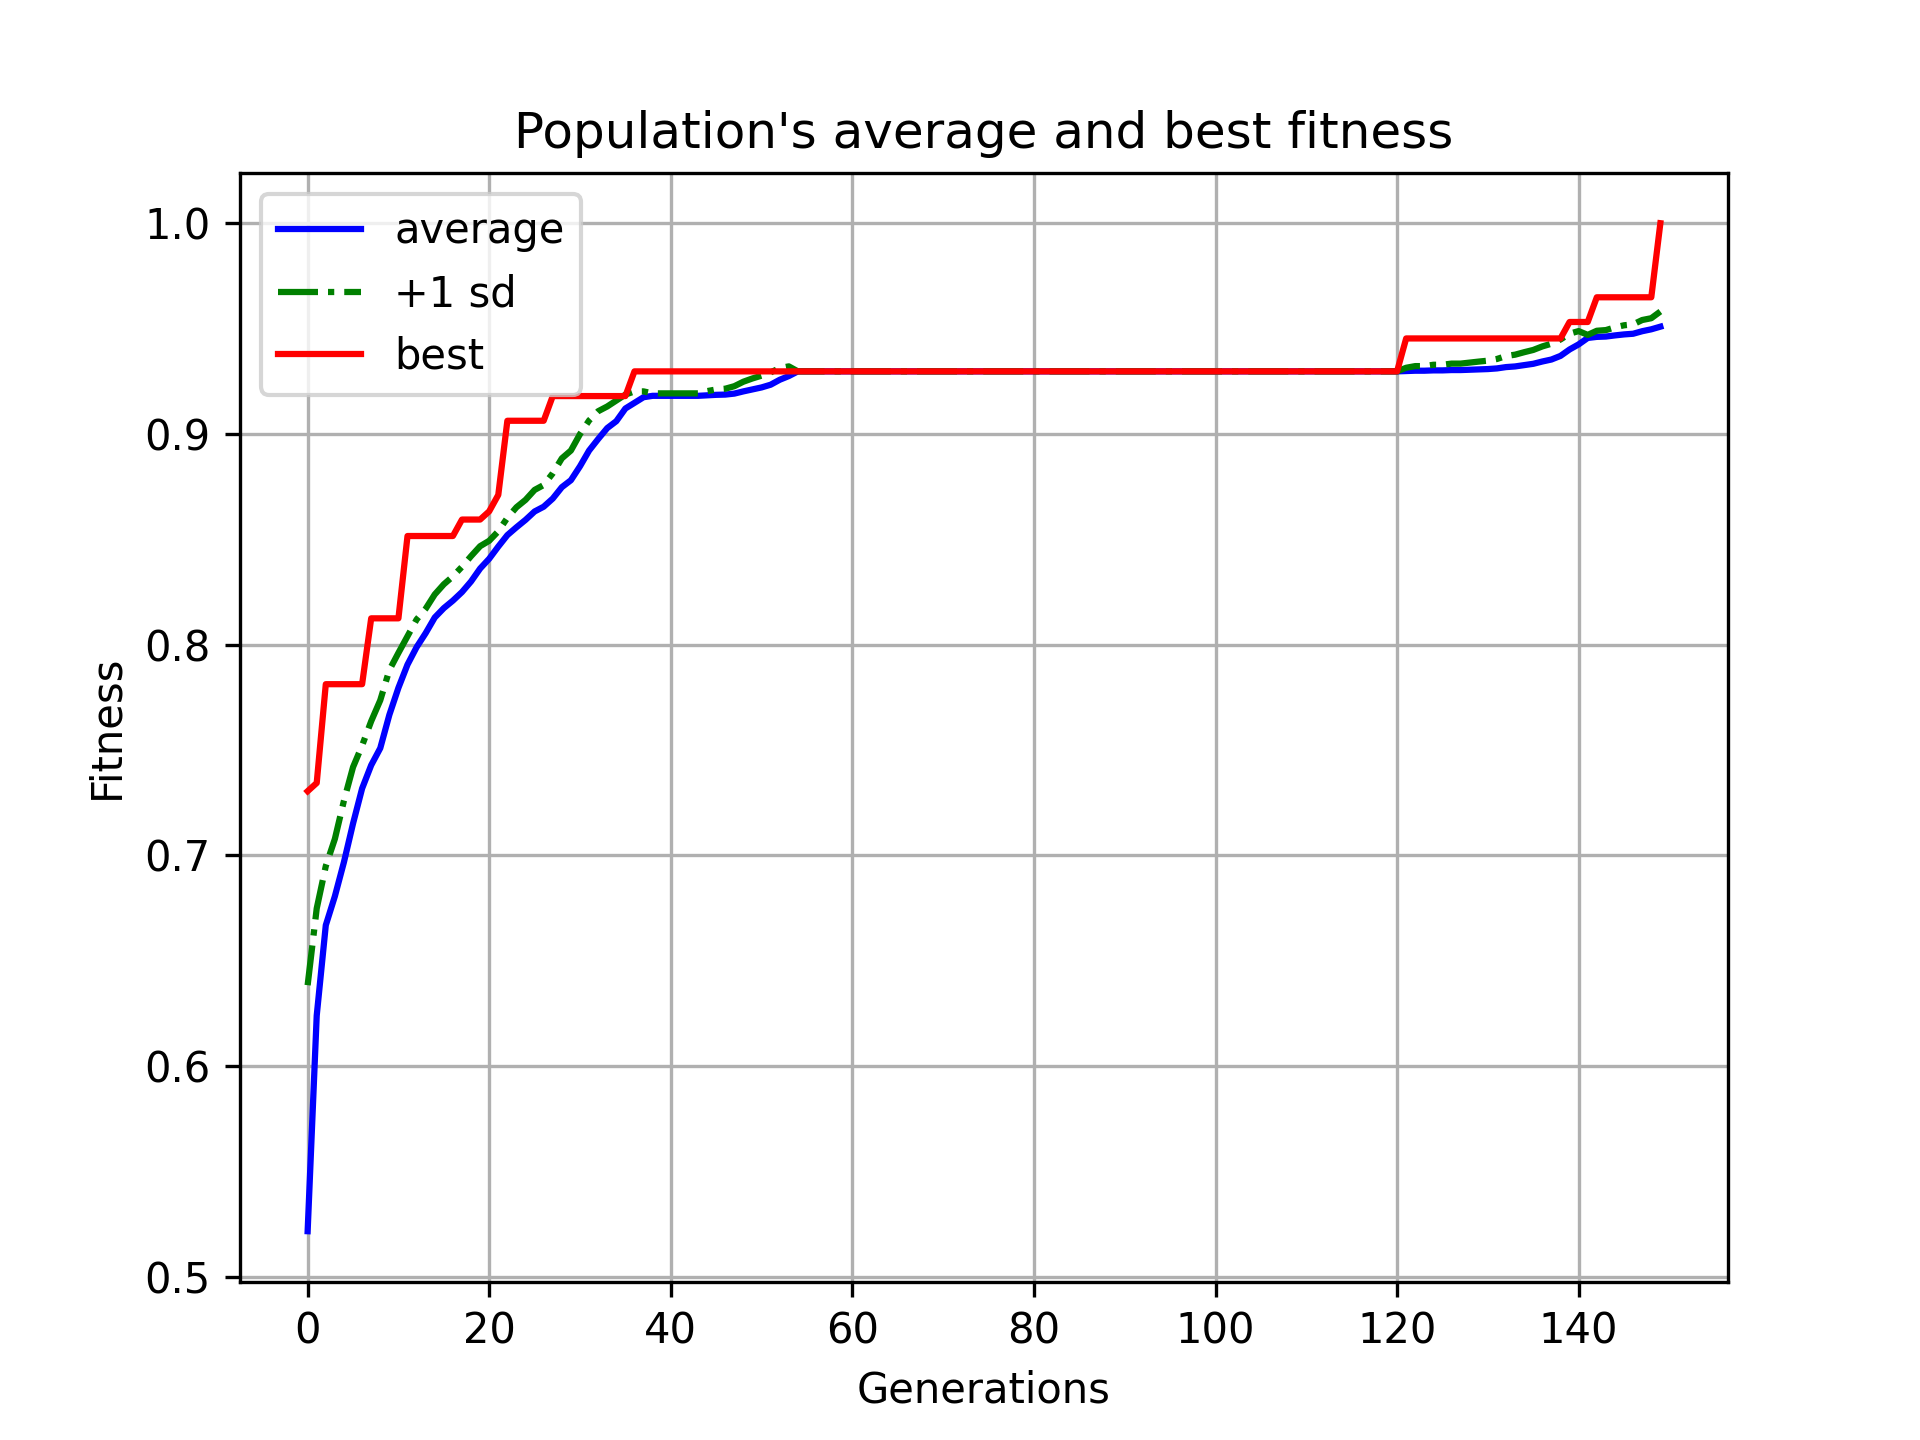 Population's average and best fitness
average
+1 sd
best
1.0
0.9
0.8
0.7
0.6
0.5
Fitness
0 20 40 60 80 100 120 140
Generations